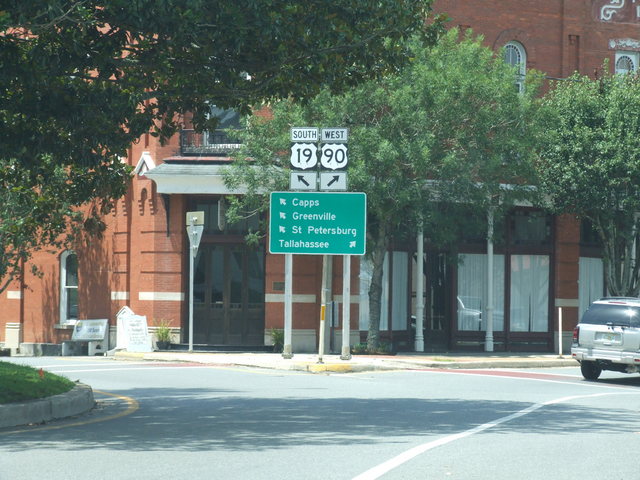 SOUTH WEST
19 90
Capps
Greenville
St Petersburg
Tallahassee